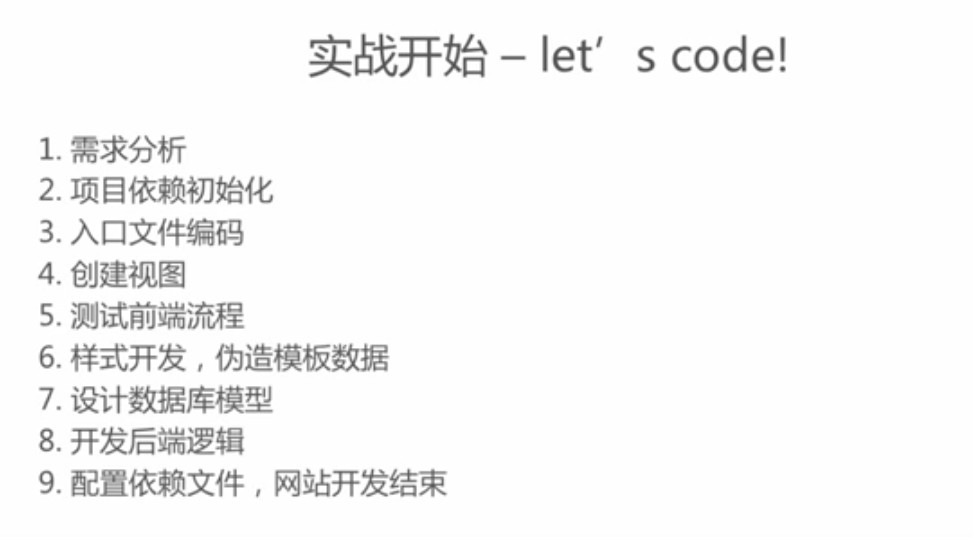 实战开始 – let’s code!
1. 需求分析
2. 项目依赖初始化
3. 入口文件编码
4. 创建视图
5. 测试前端流程
6. 样式开发，伪造模板数据
7. 设计数据库模型
8. 开发后端逻辑
9. 配置依赖文件，网站开发结束